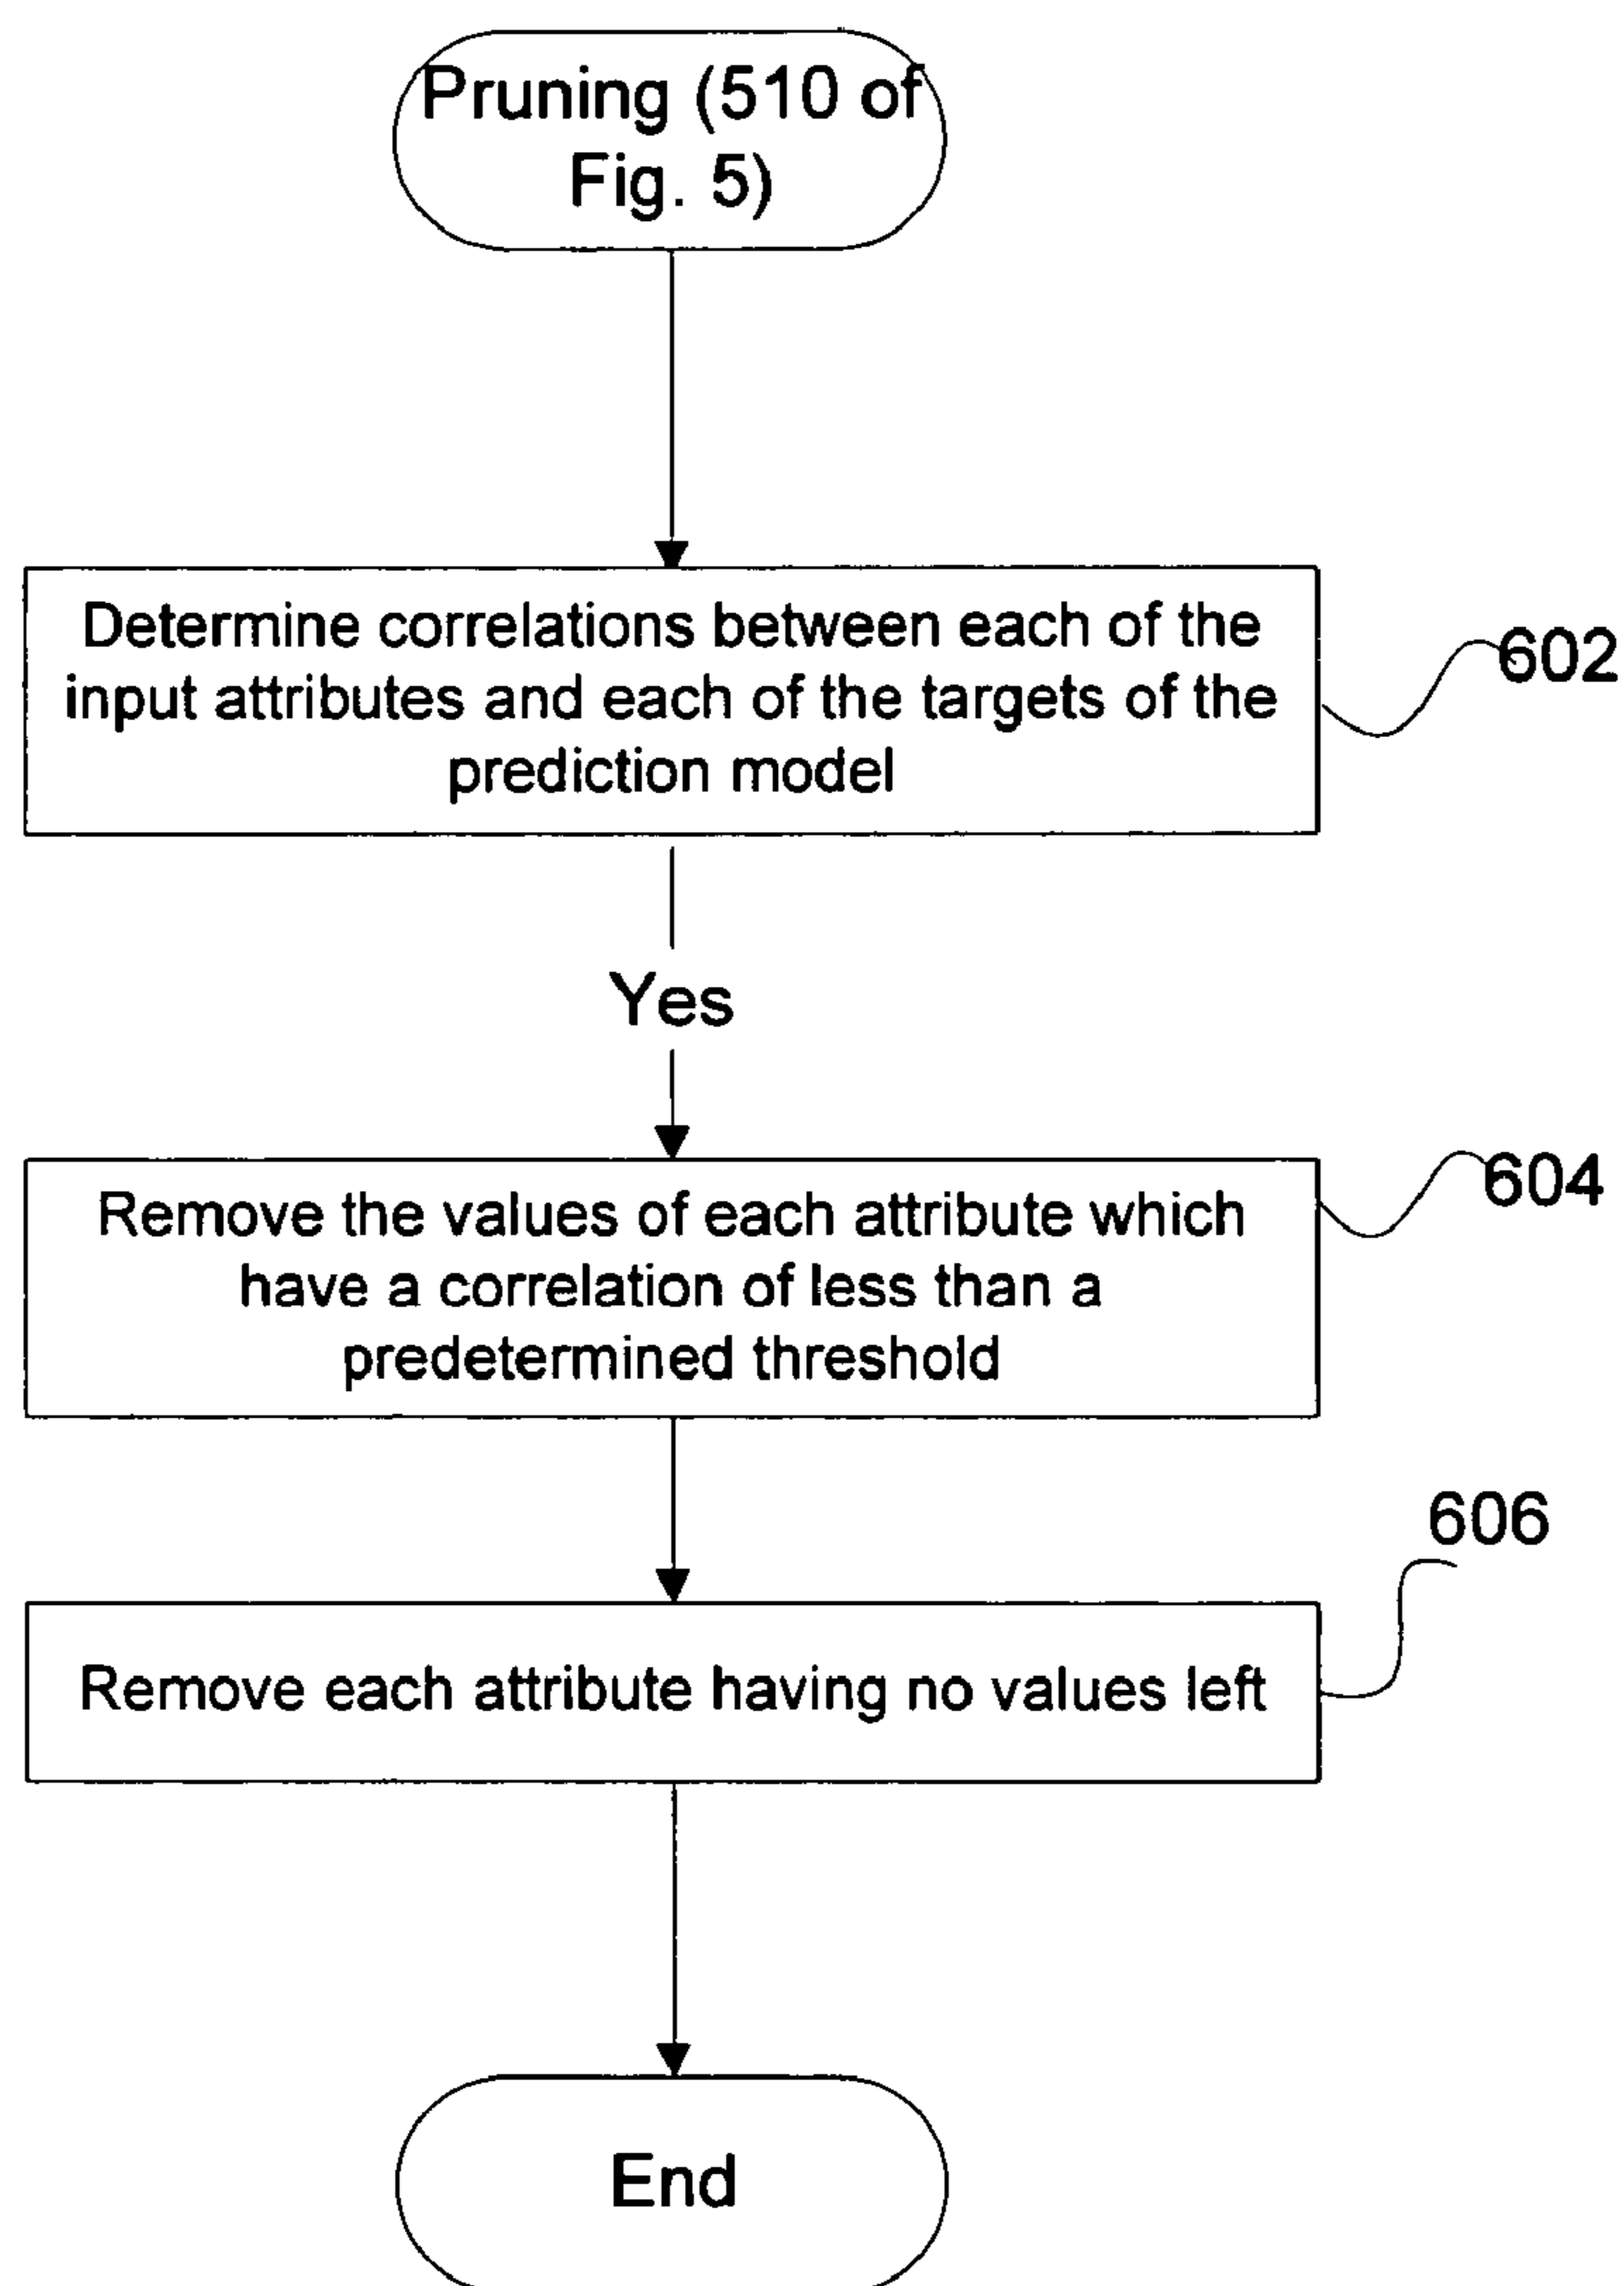 Pruning (510 of
Fig. 5)
Determine correlations between each of the
input attributes and each of the targets of the
prediction model
602
Yes
Remove the values of each attribute which
have a correlation of less than a
predetermined threshold
604
606
Remove each attribute having no values left
End